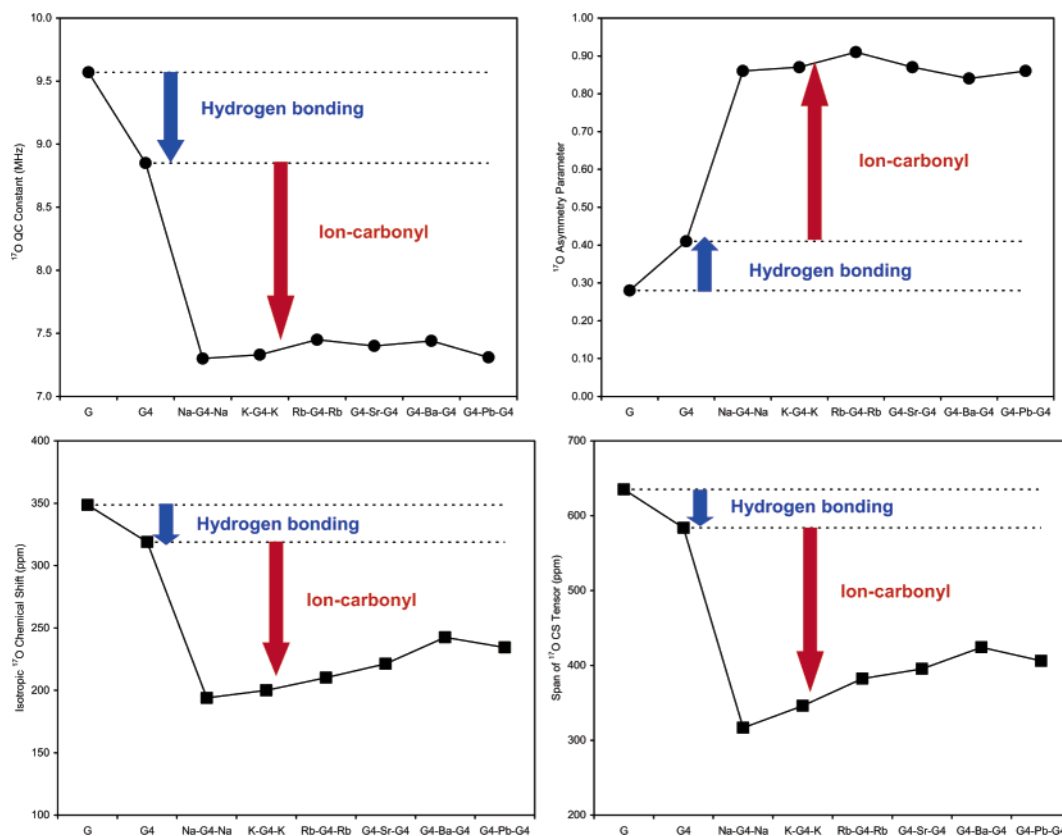 10.0
9.5
9.0
8.5
8.0
7.5
7.0
¹⁷O QC Constant (MHz)
Hydrogen bonding
Ion-carbonyl
G G4 Na-G4-Na K-G4-K Rb-G4-Rb G4-Sr-G4 G4-Ba-G4 G4-Pb-G4
1.00
0.90
0.80
0.70
0.60
0.50
0.40
0.30
0.20
0.10
0.00
¹⁷O Asymmetry Parameter
Ion-carbonyl
Hydrogen bonding
G G4 Na-G4-Na K-G4-K Rb-G4-Rb G4-Sr-G4 G4-Ba-G4 G4-Pb-G4
400
350
300
250
200
150
100
Isotropic ¹⁷O Chemical Shift (ppm)
Hydrogen bonding
Ion-carbonyl
G G4 Na-G4-Na K-G4-K Rb-G4-Rb G4-Sr-G4 G4-Ba-G4 G4-Pb-G4
700
600
500
400
300
200
Span of ¹⁷O CS Tensor (ppm)
Hydrogen bonding
Ion-carbonyl
G G4 Na-G4-Na K-G4-K Rb-G4-Rb G4-Sr-G4 G4-Ba-G4 G4-Pb-G4